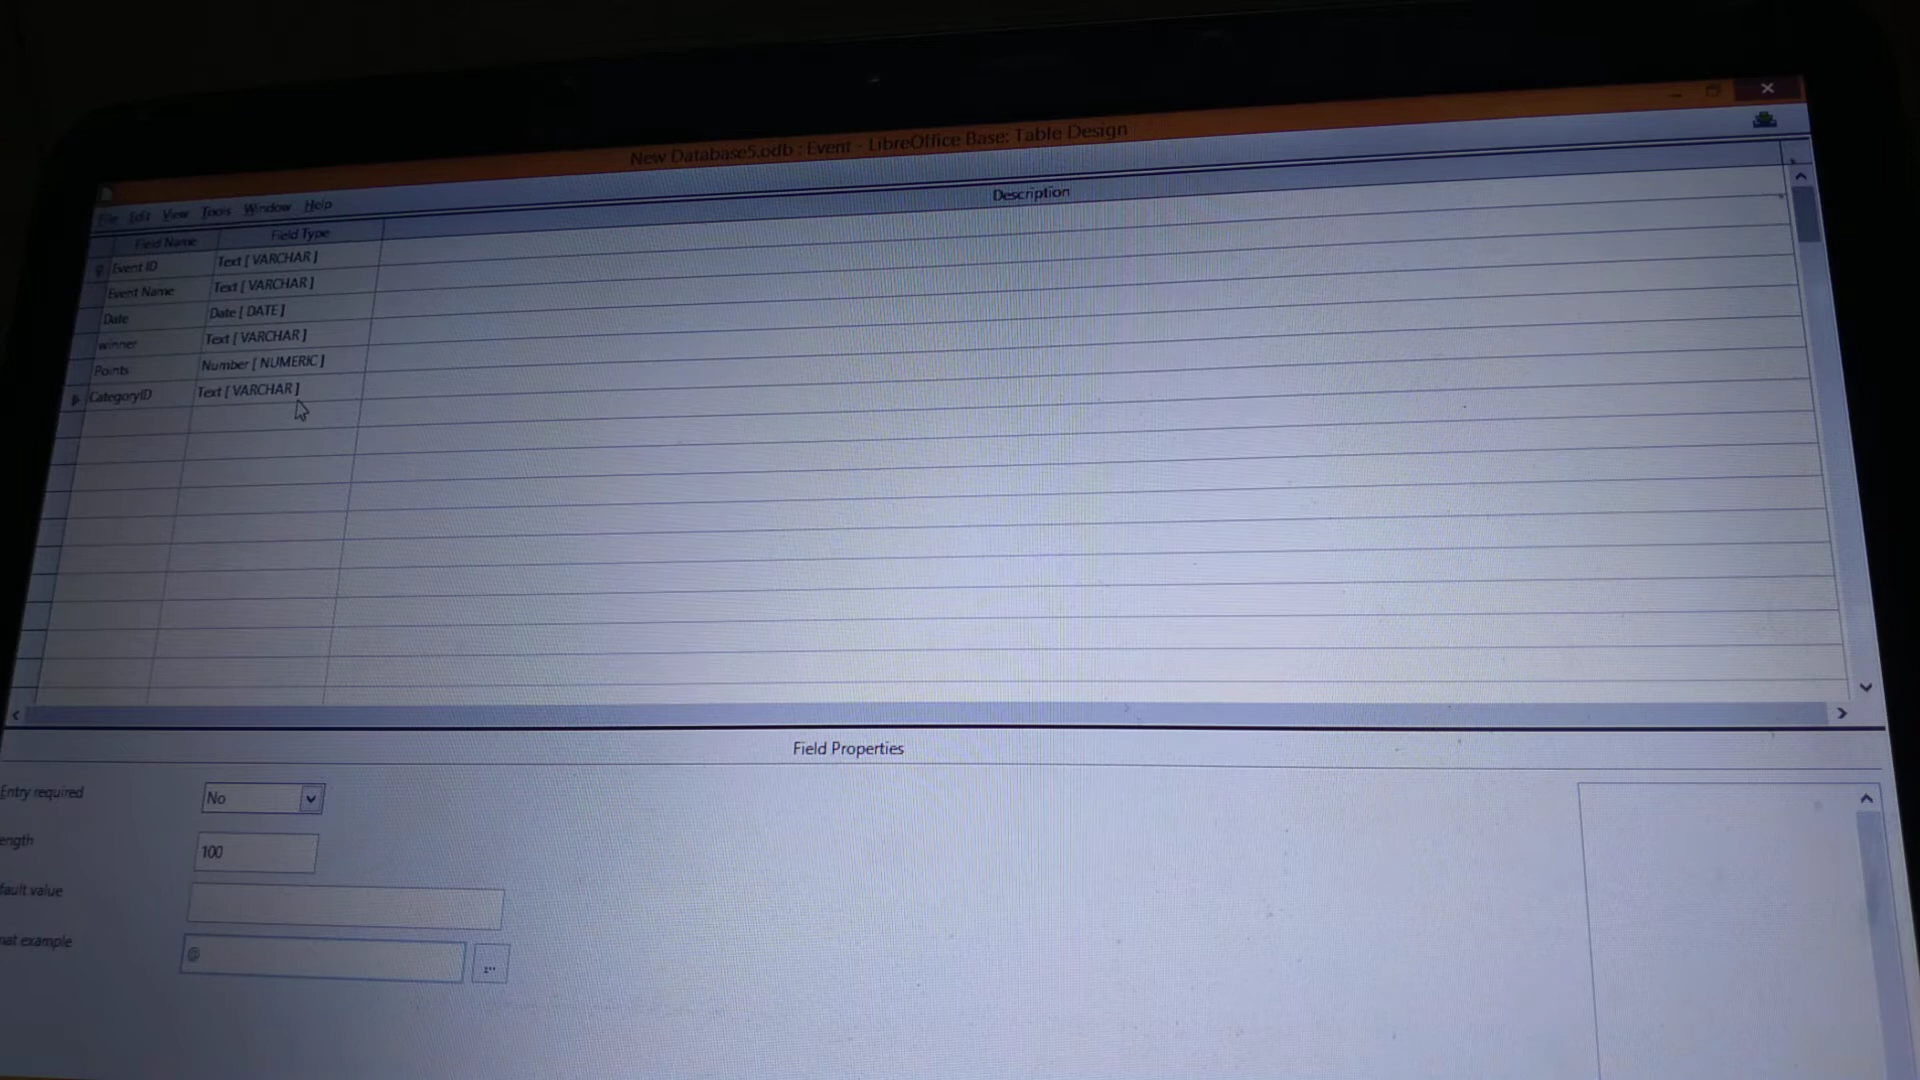 New Database5.odb : Event - LibreOffice Base: Table Design
File Edit View Tools Window Help
Field Name Field Type Description
Event ID Text [ VARCHAR ]
Event Name Text [ VARCHAR ]
Date Date [ DATE ]
winner Text [ VARCHAR ]
Points Number [ NUMERIC ]
CategoryID Text [ VARCHAR ]
Field Properties
Entry required No
ength 100
fault value
mat example @
...